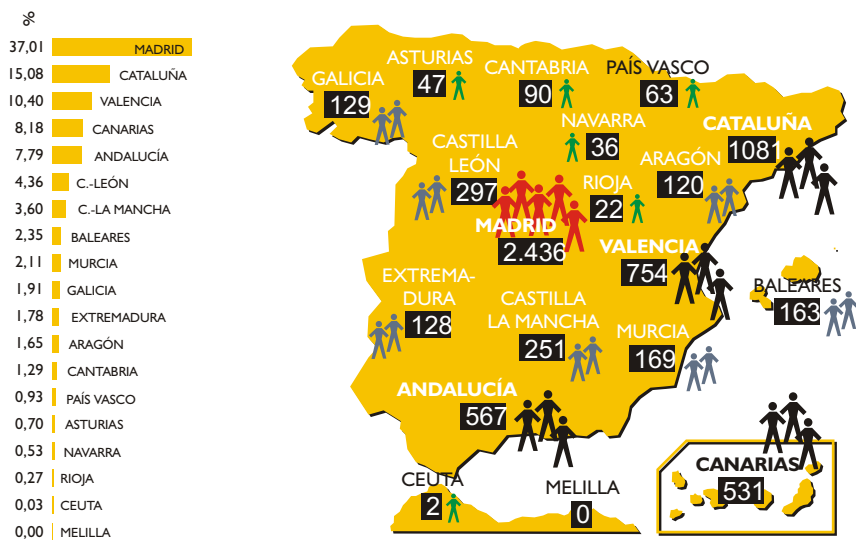 %
37,01 MADRID
15,08 CATALUÑA
10,40 VALENCIA
8,18 CANARIAS
7,79 ANDALUCÍA
4,36 C.-LEÓN
3,60 C.-LA MANCHA
2,35 BALEARES
2,11 MURCIA
1,91 GALICIA
1,78 EXTREMADURA
1,65 ARAGÓN
1,29 CANTABRIA
0,93 PAÍS VASCO
0,70 ASTURIAS
0,53 NAVARRA
0,27 RIOJA
0,03 CEUTA
0,00 MELILLA
GALICIA
129
ASTURIAS
47
CANTABRIA
90
PAÍS VASCO
63
NAVARRA
36
CATALUÑA
1081
CASTILLA
LEÓN
297
ARAGÓN
120
RIOJA
22
MADRID
2.436
VALENCIA
754
BALEARES
163
EXTREMA-
DURA
128
CASTILLA
LA MANCHA
251
MURCIA
169
ANDALUCÍA
567
CANARIAS
531
CEUTA
2
MELILLA
0